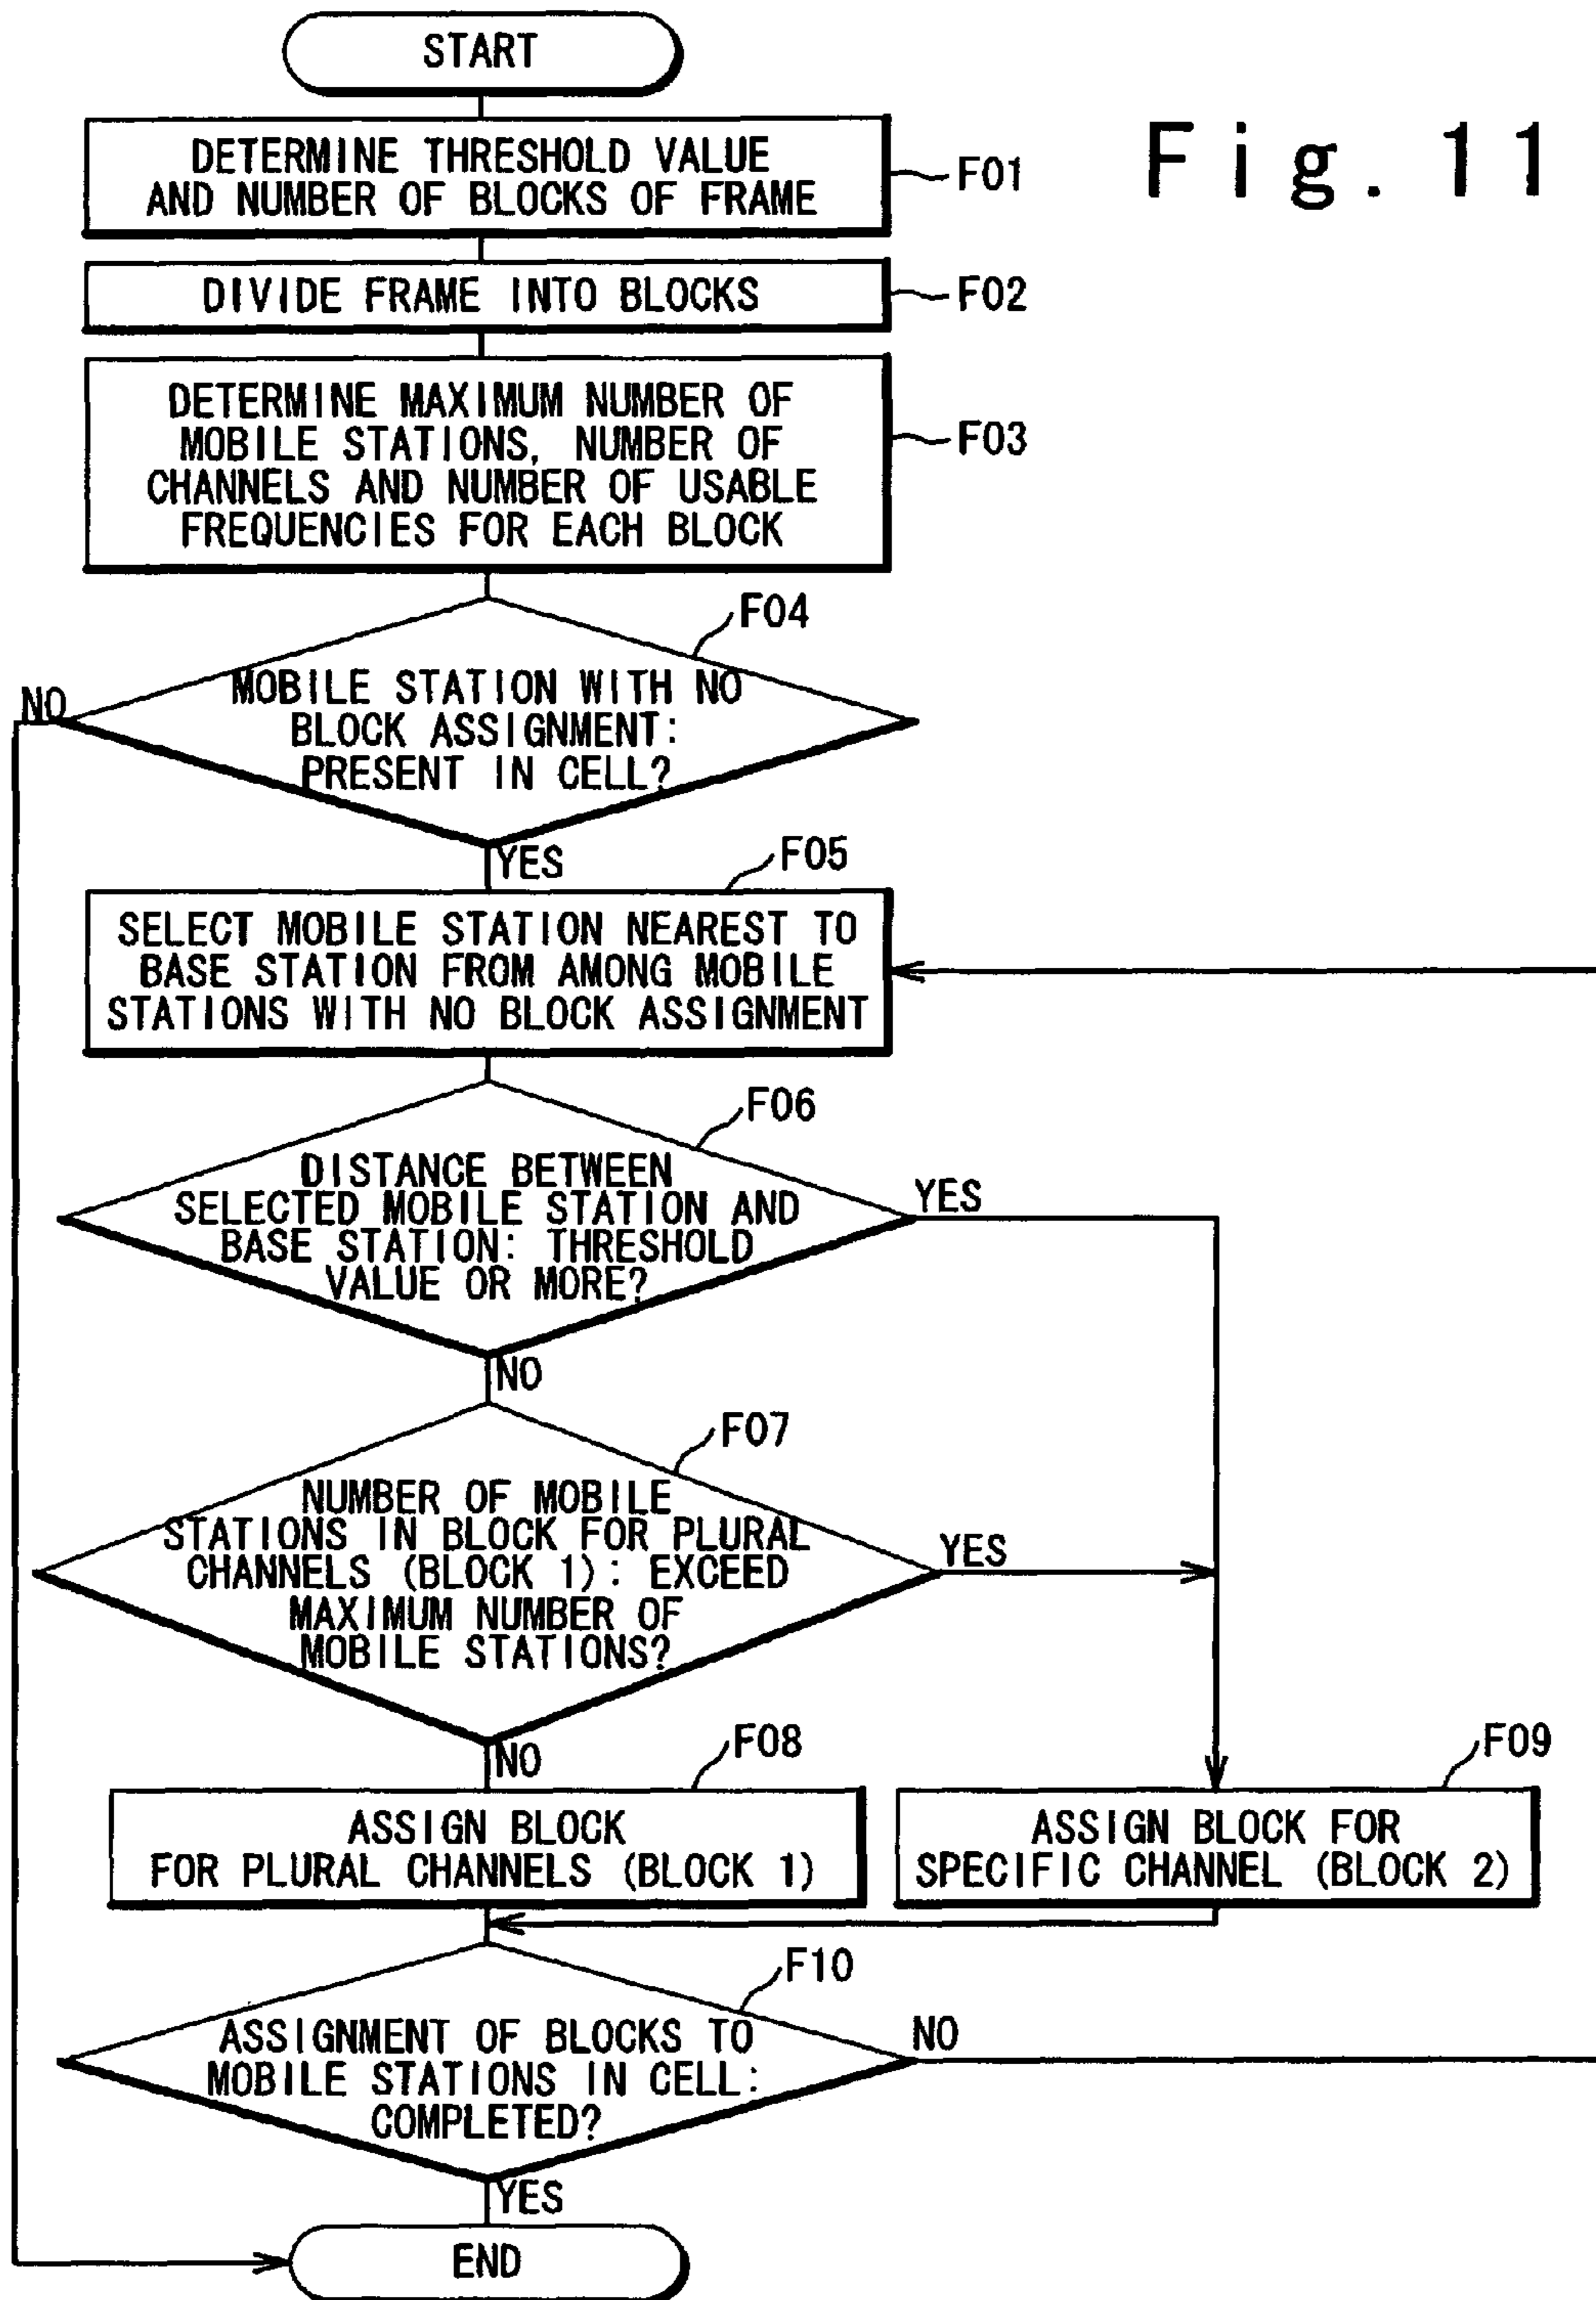 START
Fig. 11
DETERMINE THRESHOLD VALUE
AND NUMBER OF BLOCKS OF FRAME
F01
DIVIDE FRAME INTO BLOCKS
F02
DETERMINE MAXIMUM NUMBER OF
MOBILE STATIONS, NUMBER OF
CHANNELS AND NUMBER OF USABLE
FREQUENCIES FOR EACH BLOCK
F03
F04
MOBILE STATION WITH NO
BLOCK ASSIGNMENT:
PRESENT IN CELL?
NO
YES
F05
SELECT MOBILE STATION NEAREST TO
BASE STATION FROM AMONG MOBILE
STATIONS WITH NO BLOCK ASSIGNMENT
F06
DISTANCE BETWEEN
SELECTED MOBILE STATION AND
BASE STATION: THRESHOLD
VALUE OR MORE?
YES
NO
F07
NUMBER OF MOBILE
STATIONS IN BLOCK FOR PLURAL
CHANNELS (BLOCK 1): EXCEED
MAXIMUM NUMBER OF
MOBILE STATIONS?
YES
NO
F08
ASSIGN BLOCK
FOR PLURAL CHANNELS (BLOCK 1)
F09
ASSIGN BLOCK FOR
SPECIFIC CHANNEL (BLOCK 2)
F10
ASSIGNMENT OF BLOCKS TO
MOBILE STATIONS IN CELL:
COMPLETED?
NO
YES
END